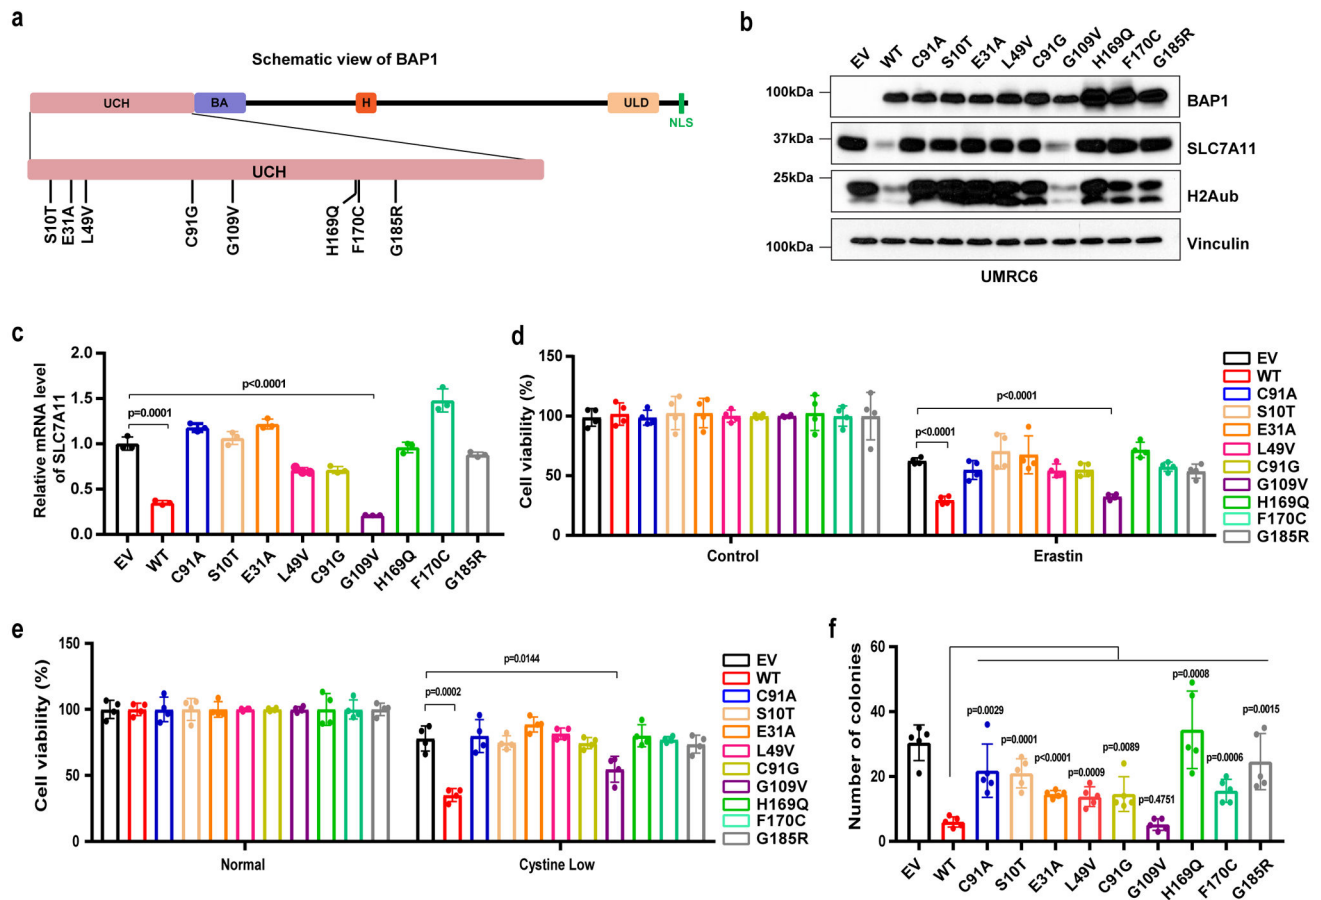 a
Schematic view of BAP1
UCH
BA
H
ULD
NLS
UCH
S10T
E31A
L49V
C91G
G109V
H169Q
F170C
G185R
b
EV
WT
C91A
S10T
E31A
L49V
C91G
G109V
H169Q
F170C
G185R
100kDa
BAP1
37kDa
SLC7A11
25kDa
H2Aub
100kDa
Vinculin
UMRC6
c
Relative mRNA level
of SLC7A11
2.0
1.5
1.0
0.5
0.0
p<0.0001
p=0.0001
EV
WT
C91A
S10T
E31A
L49V
C91G
G109V
H169Q
F170C
G185R
d
Cell viability (%)
150
100
50
0
p<0.0001
p<0.0001
Control
Erastin
EV
WT
C91A
S10T
E31A
L49V
C91G
G109V
H169Q
F170C
G185R
e
Cell viability (%)
150
100
50
0
p=0.0144
p=0.0002
Normal
Cystine Low
EV
WT
C91A
S10T
E31A
L49V
C91G
G109V
H169Q
F170C
G185R
f
Number of colonies
60
40
20
0
p=0.0029
p=0.0001
<0.0001
p=0.0009
p=0.0089
p=0.4751
p=0.0008
p=0.0006
p=0.0015
EV
WT
C91A
S10T
E31A
L49V
C91G
G109V
H169Q
F170C
G185R